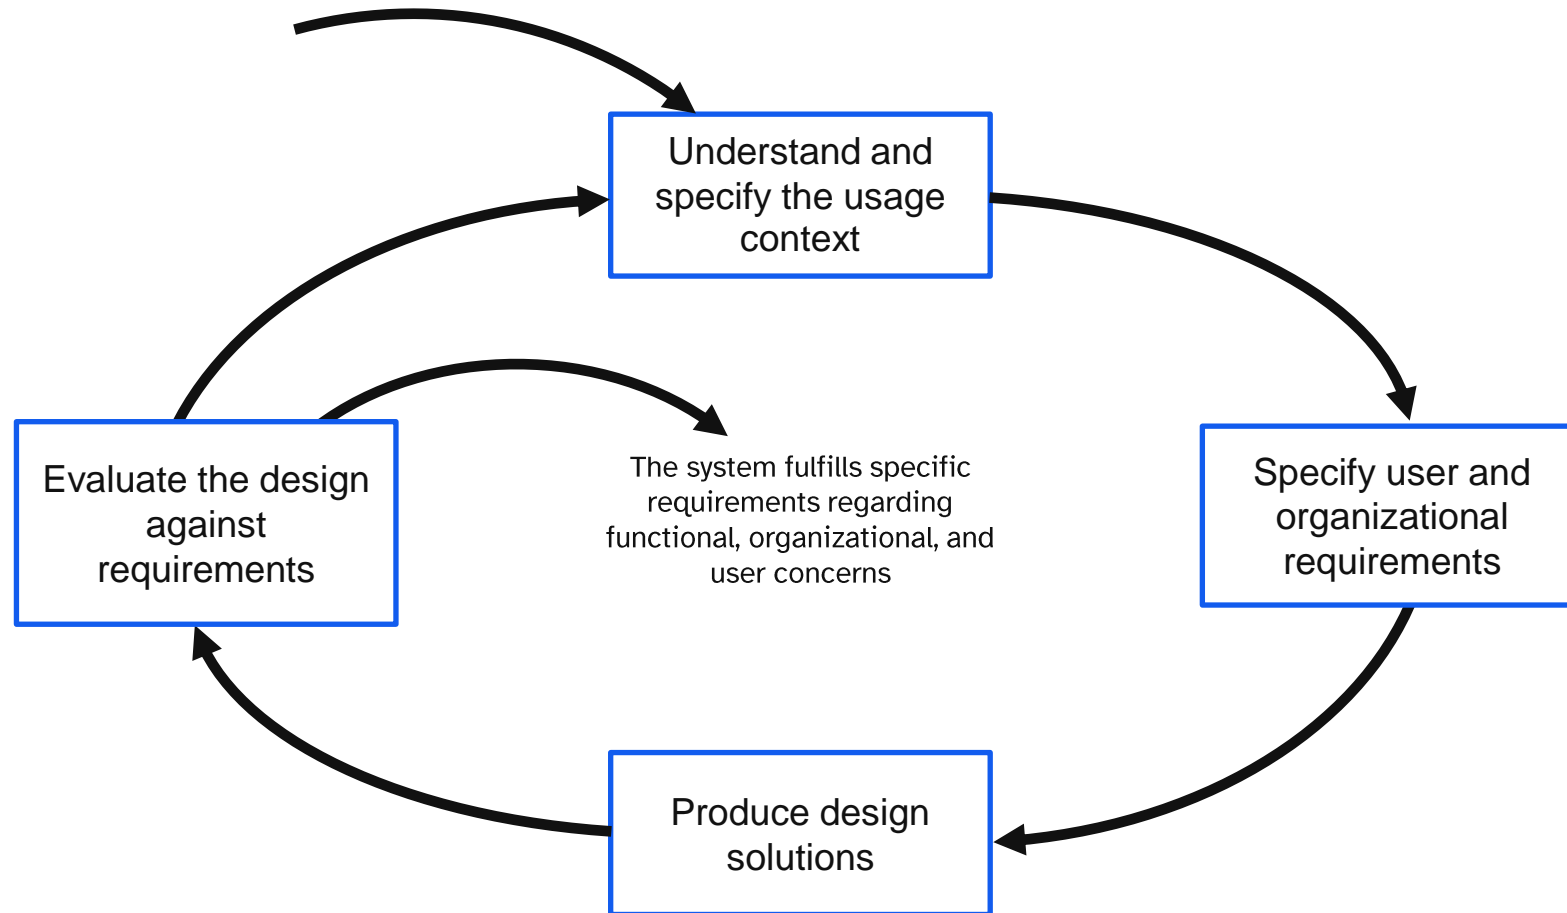 Understand and
specify the usage
context
Evaluate the design
against
requirements
The system fulfills specific
requirements regarding
functional, organizational, and
user concerns
Specify user and
organizational
requirements
Produce design
solutions